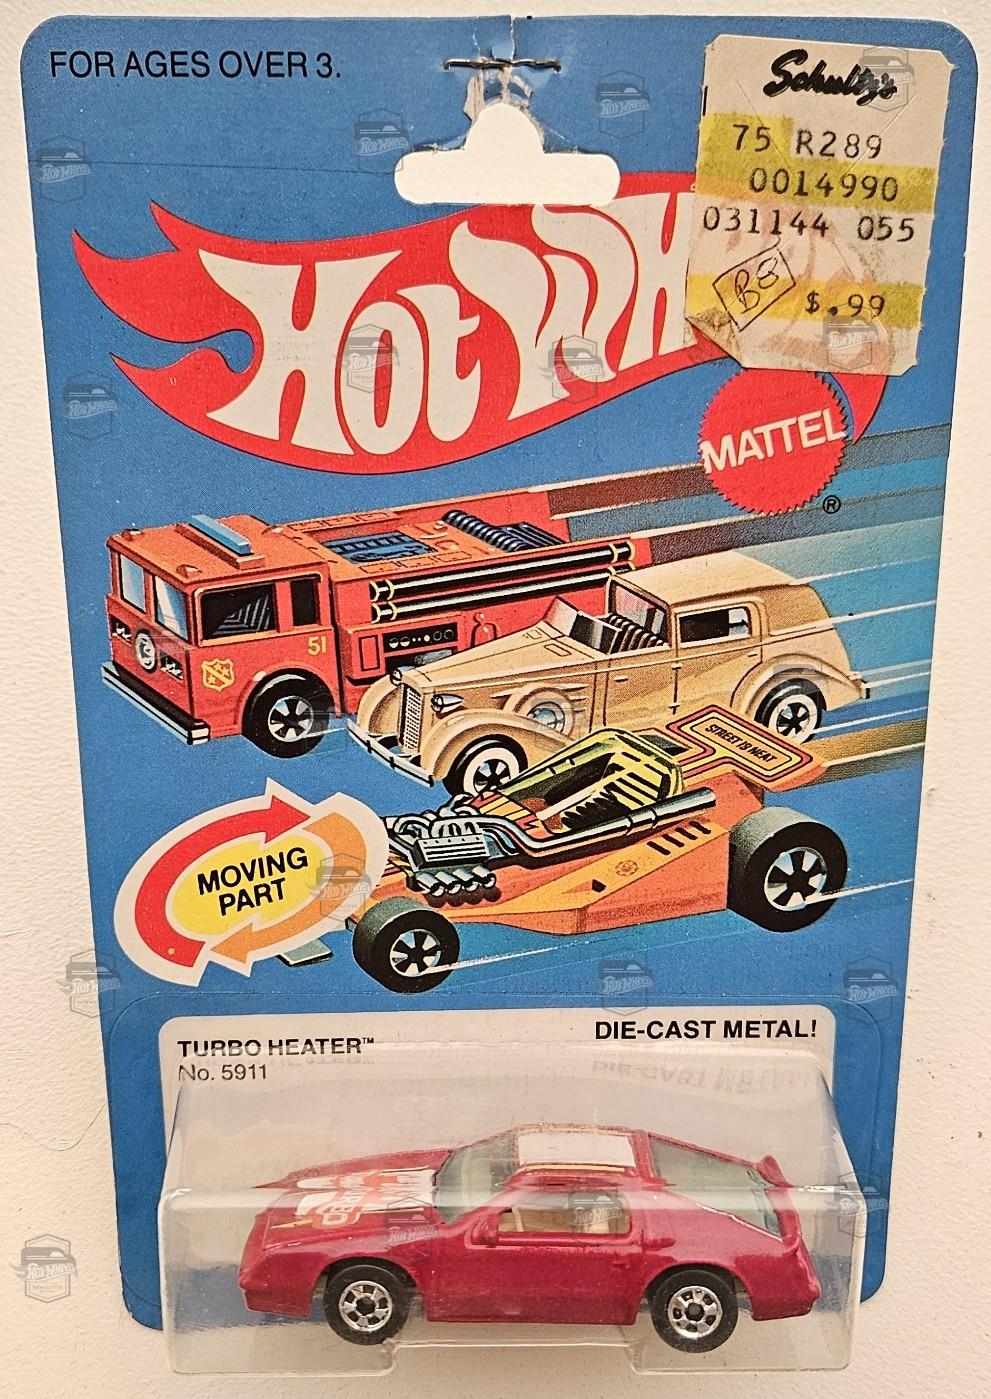 FOR AGES OVER 3.
Schultz's
75 R289
0014990
031144 055
B8
$.99
HOT WH
MATTEL
®
51
STREET IS NEAT
MOVING
PART
TURBO HEATER™
No. 5911
DIE-CAST METAL!